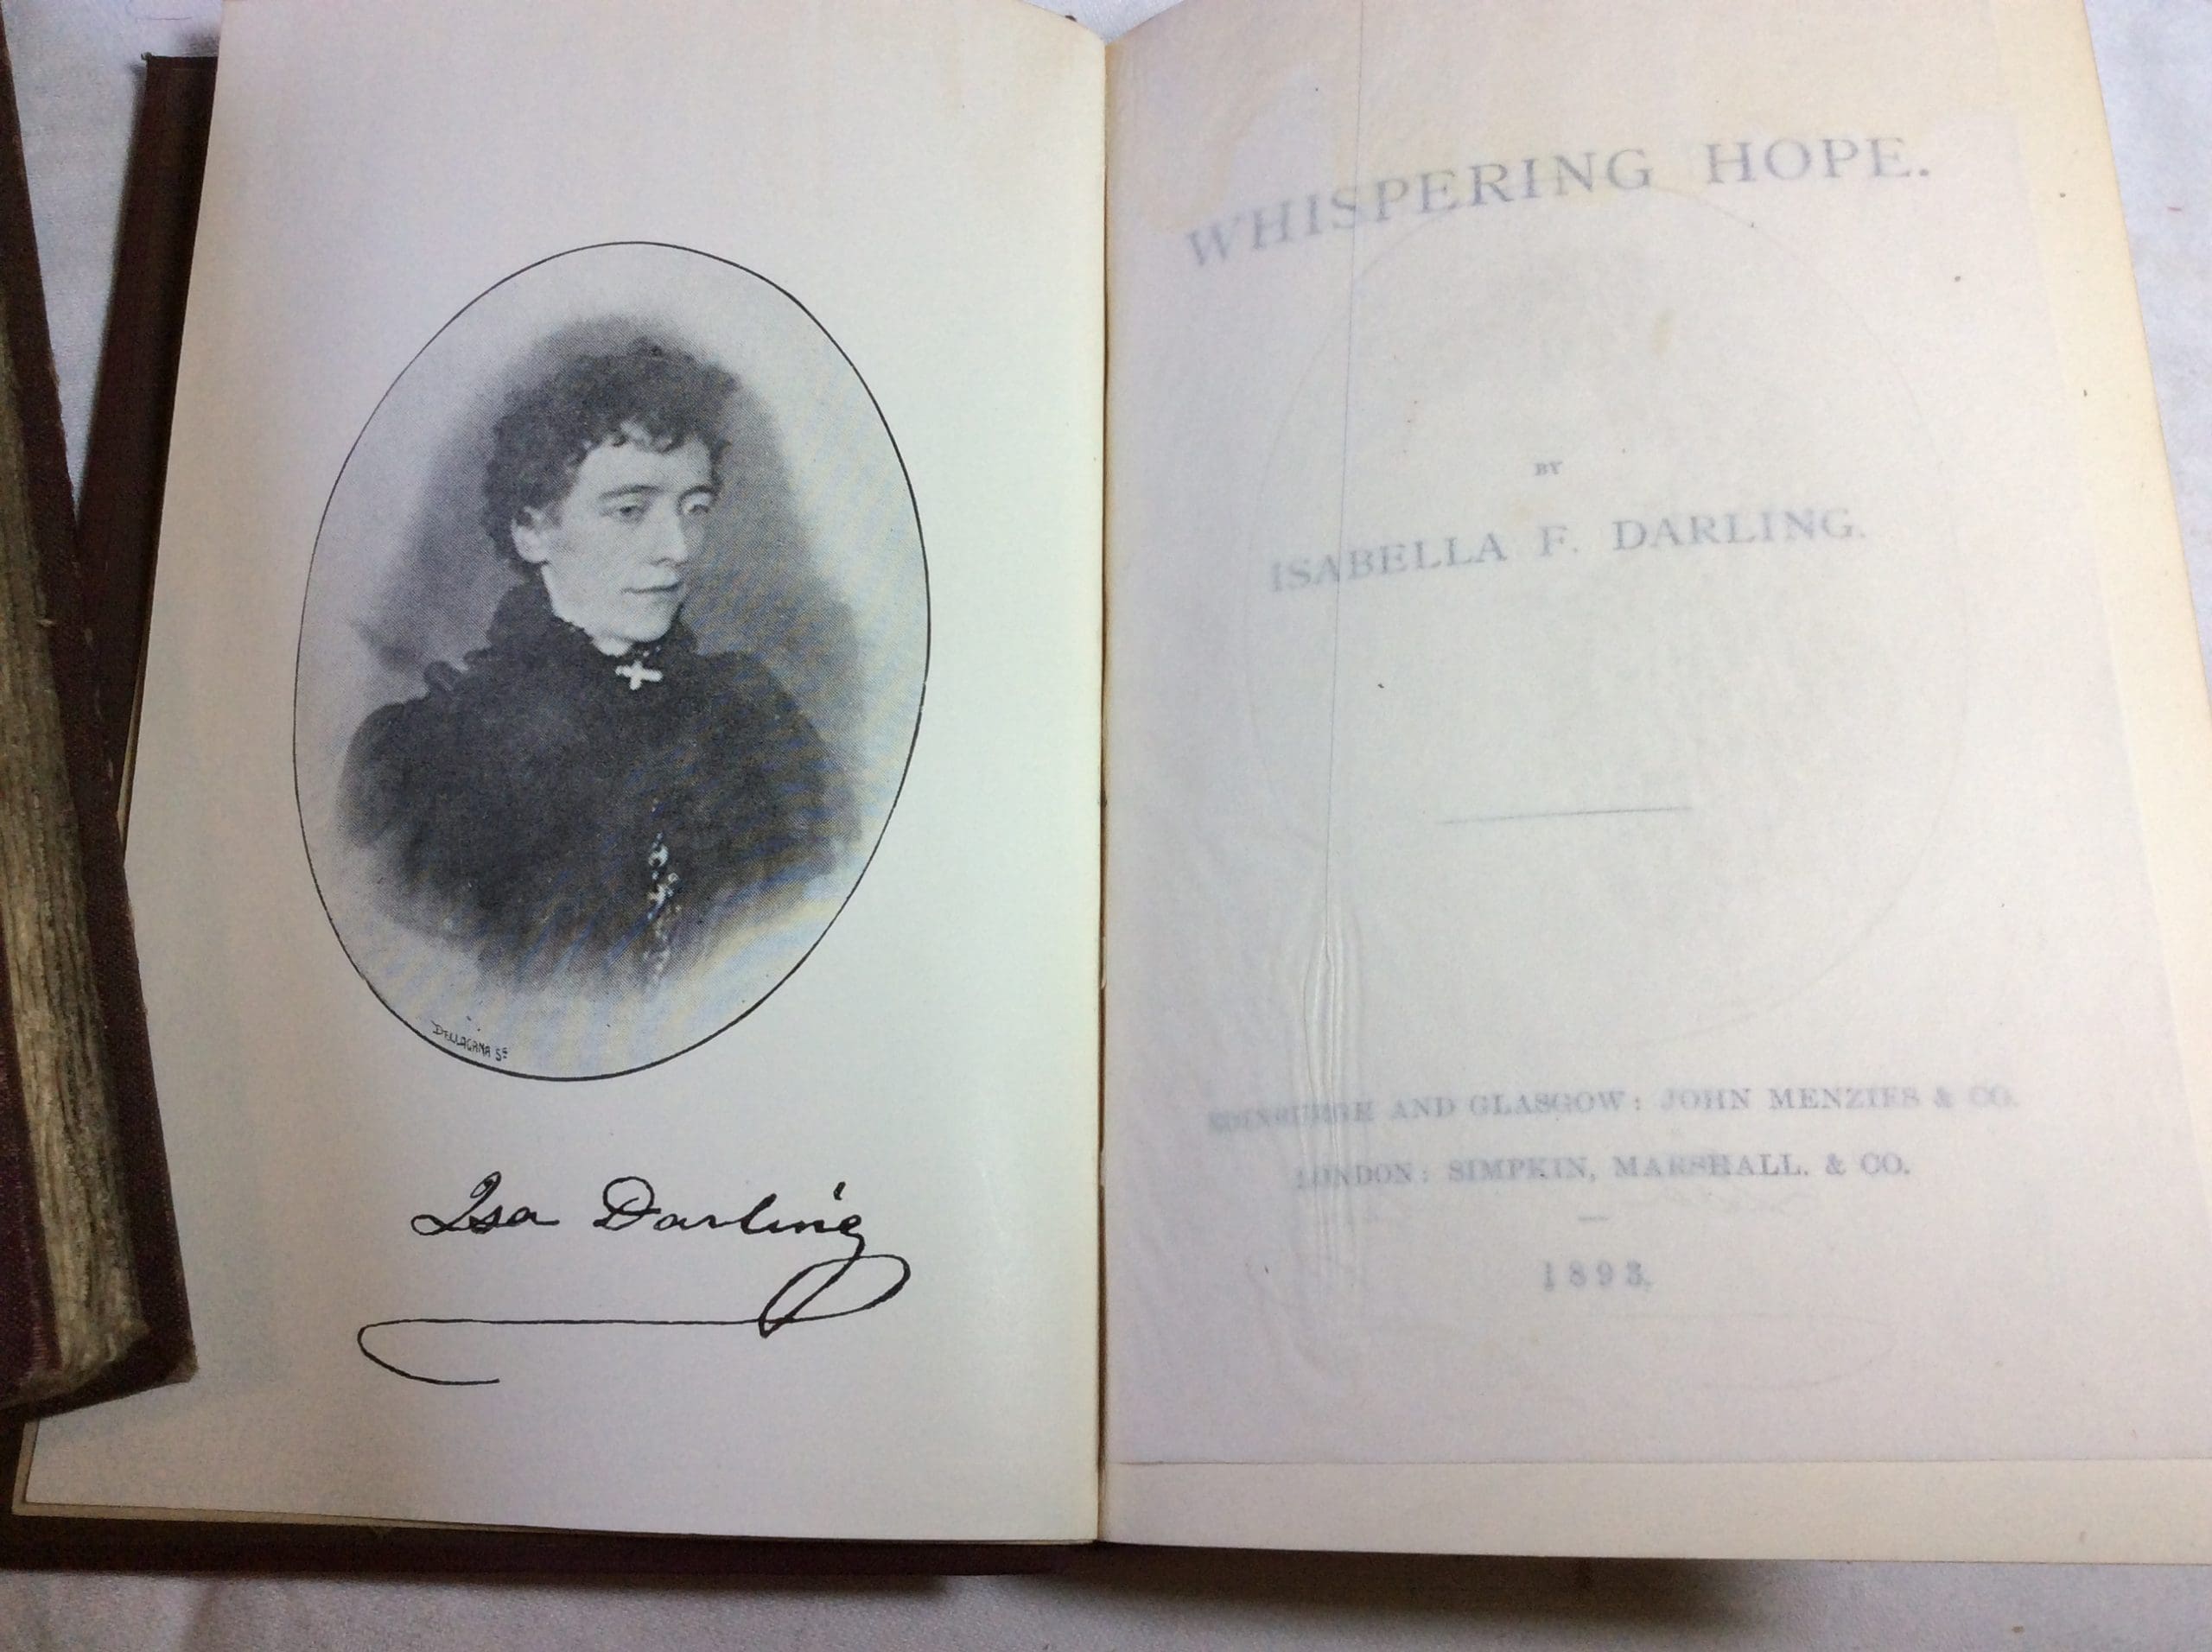 DELLAGANA Sc
Isa Darling
WHISPERING HOPE.
BY
ISABELLA F. DARLING.
EDINBURGH AND GLASGOW: JOHN MENZIES & CO.
LONDON: SIMPKIN, MARSHALL. & CO.
1893.